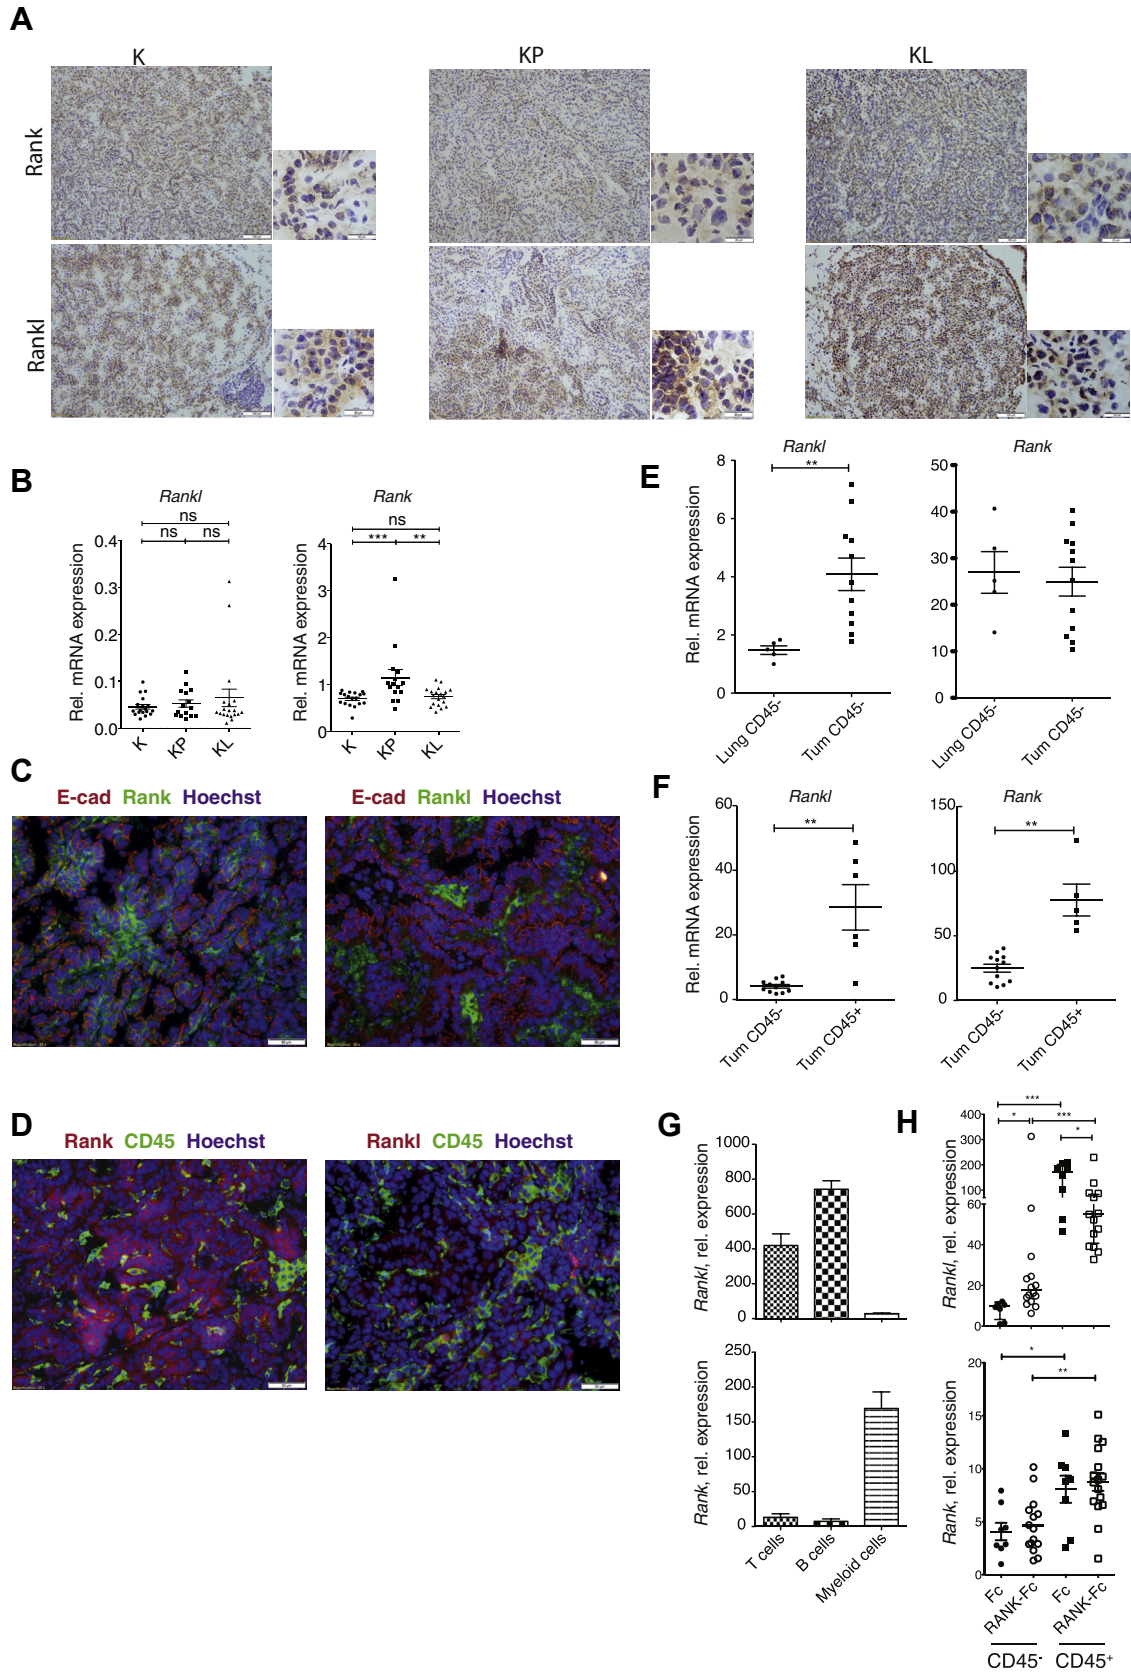 A
K
KP
KL
Rank
Rankl
B
Rankl
ns
ns
ns
Rel. mRNA expression
0.4
0.3
0.2
0.1
0.0
K
KP
KL
Rank
ns
***
**
Rel. mRNA expression
4
3
2
1
0
K
KP
KL
C
E-cad Rank Hoechst
E-cad Rankl Hoechst
D
Rank CD45 Hoechst
Rankl CD45 Hoechst
E
Rankl
**
Rel. mRNA expression
8
6
4
2
0
Lung CD45-
Tum CD45-
Rank
50
40
30
20
10
0
Lung CD45-
Tum CD45-
F
Rankl
**
Rel. mRNA expression
60
40
20
0
Tum CD45-
Tum CD45+
Rank
**
150
100
50
0
Tum CD45-
Tum CD45+
G
Rankl, rel. expression
1000
800
600
400
200
0
Rank, rel. expression
250
200
150
100
50
0
T cells
B cells
Myeloid cells
H
***
*
***
*
Rankl, rel. expression
400
300
200
100
60
40
20
0
*
**
Rank, rel. expression
20
15
10
5
0
Fc
RANK-Fc
Fc
RANK-Fc
CD45-
CD45+